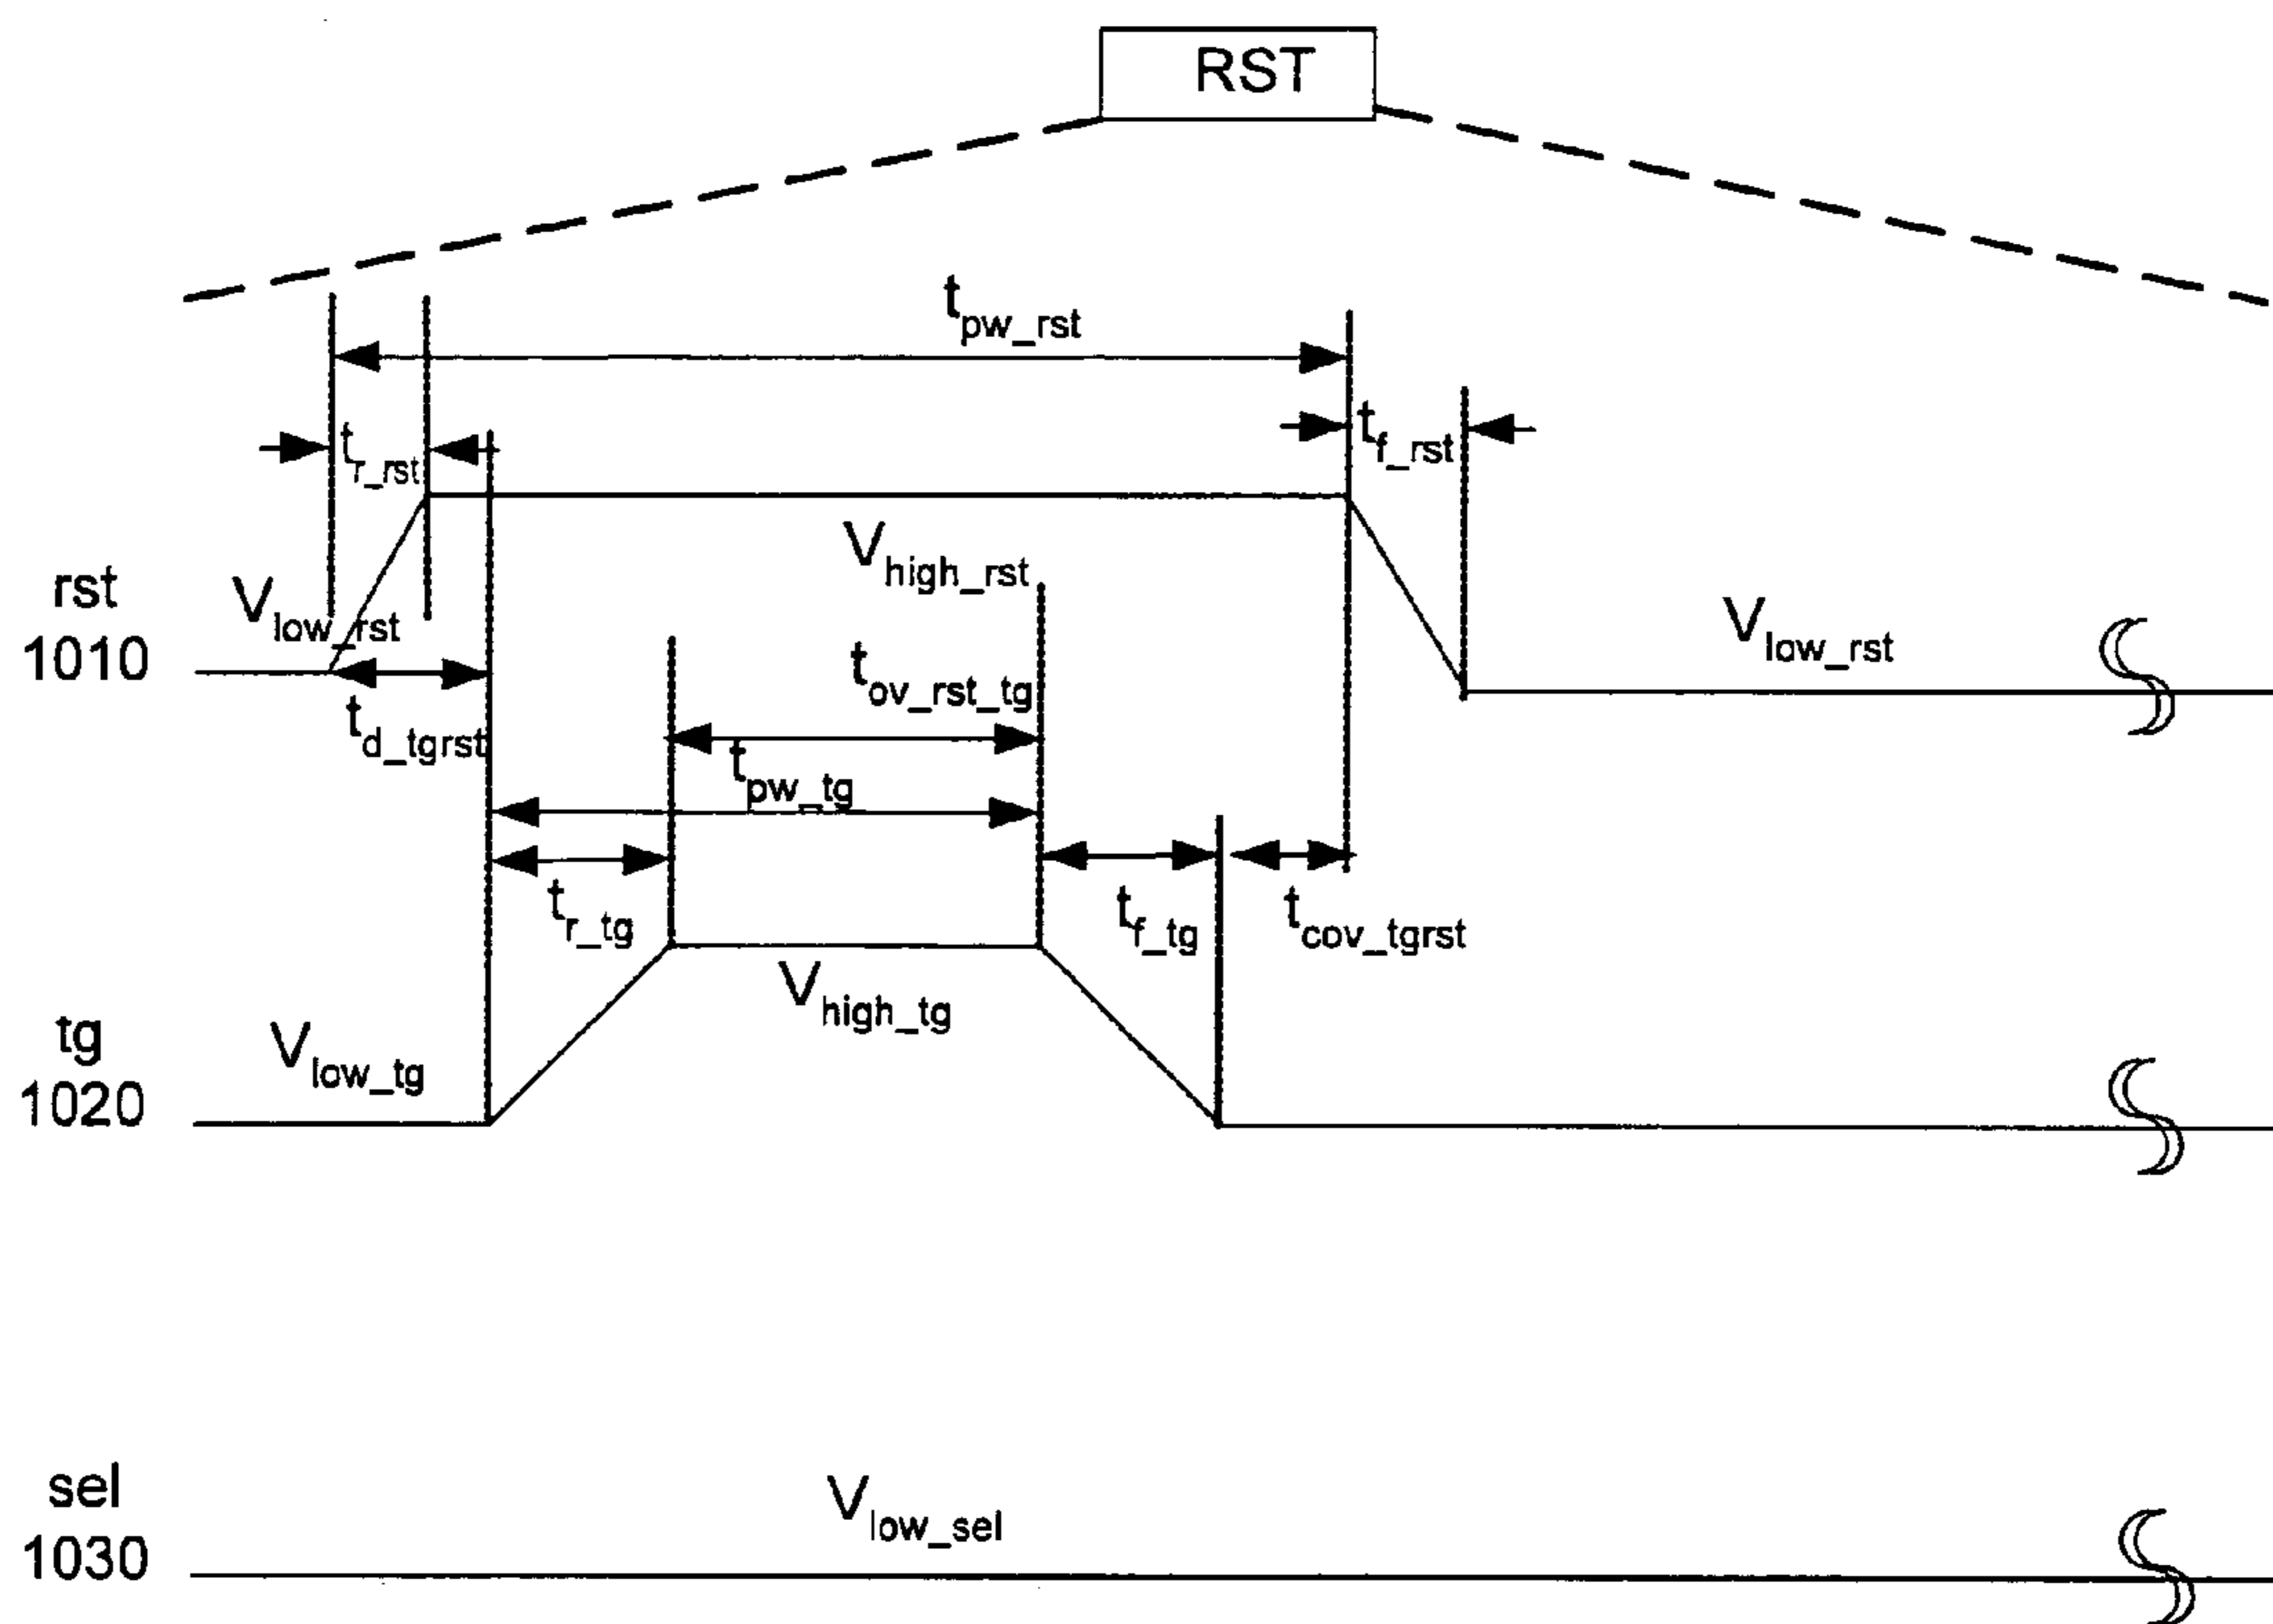 RST
t_pw_rst
t_r_rst
t_f_rst
V_high_rst
rst
1010
V_low_rst
V_low_rst
t_ov_rst_tg
t_d_tgrst
t_pw_tg
t_r_tg
t_f_tg
t_cov_tgrst
V_high_tg
tg
1020
V_low_tg
sel
1030
V_low_sel